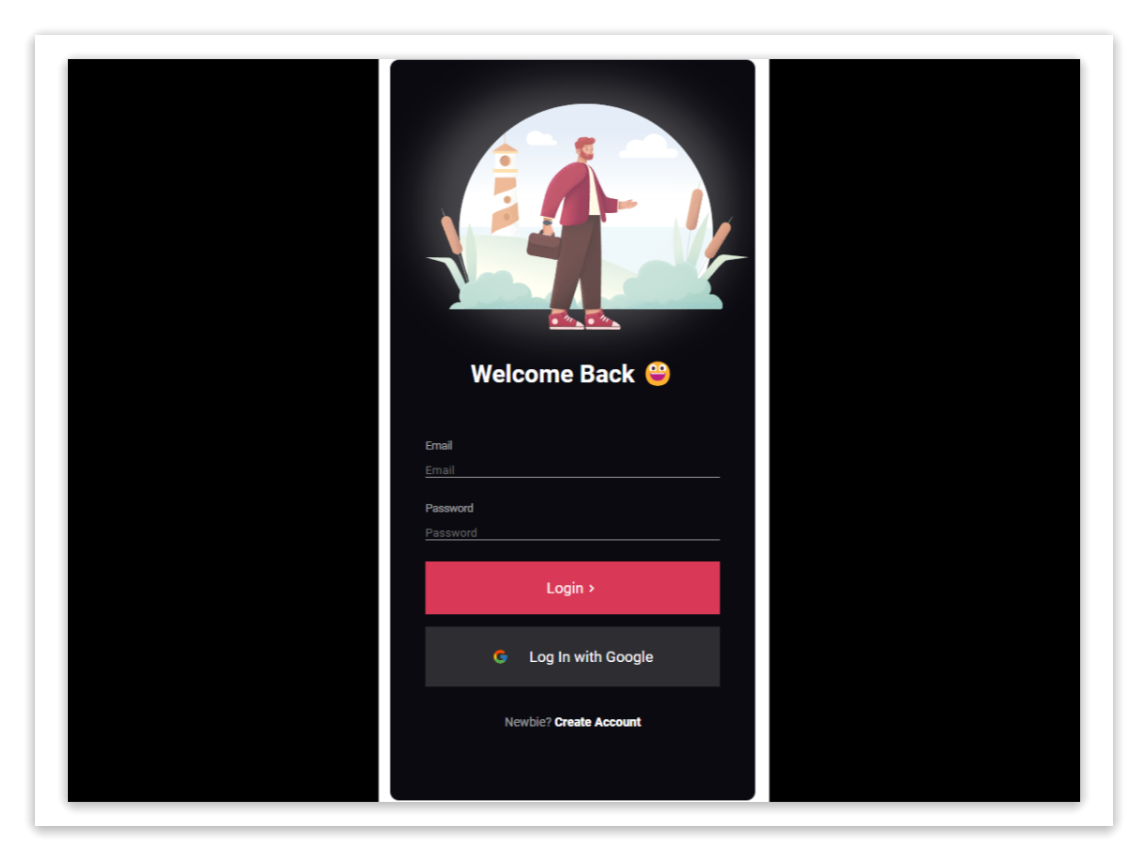 Welcome Back 😀
Email
Email
Password
Password
Login >
Log In with Google
Newbie? Create Account